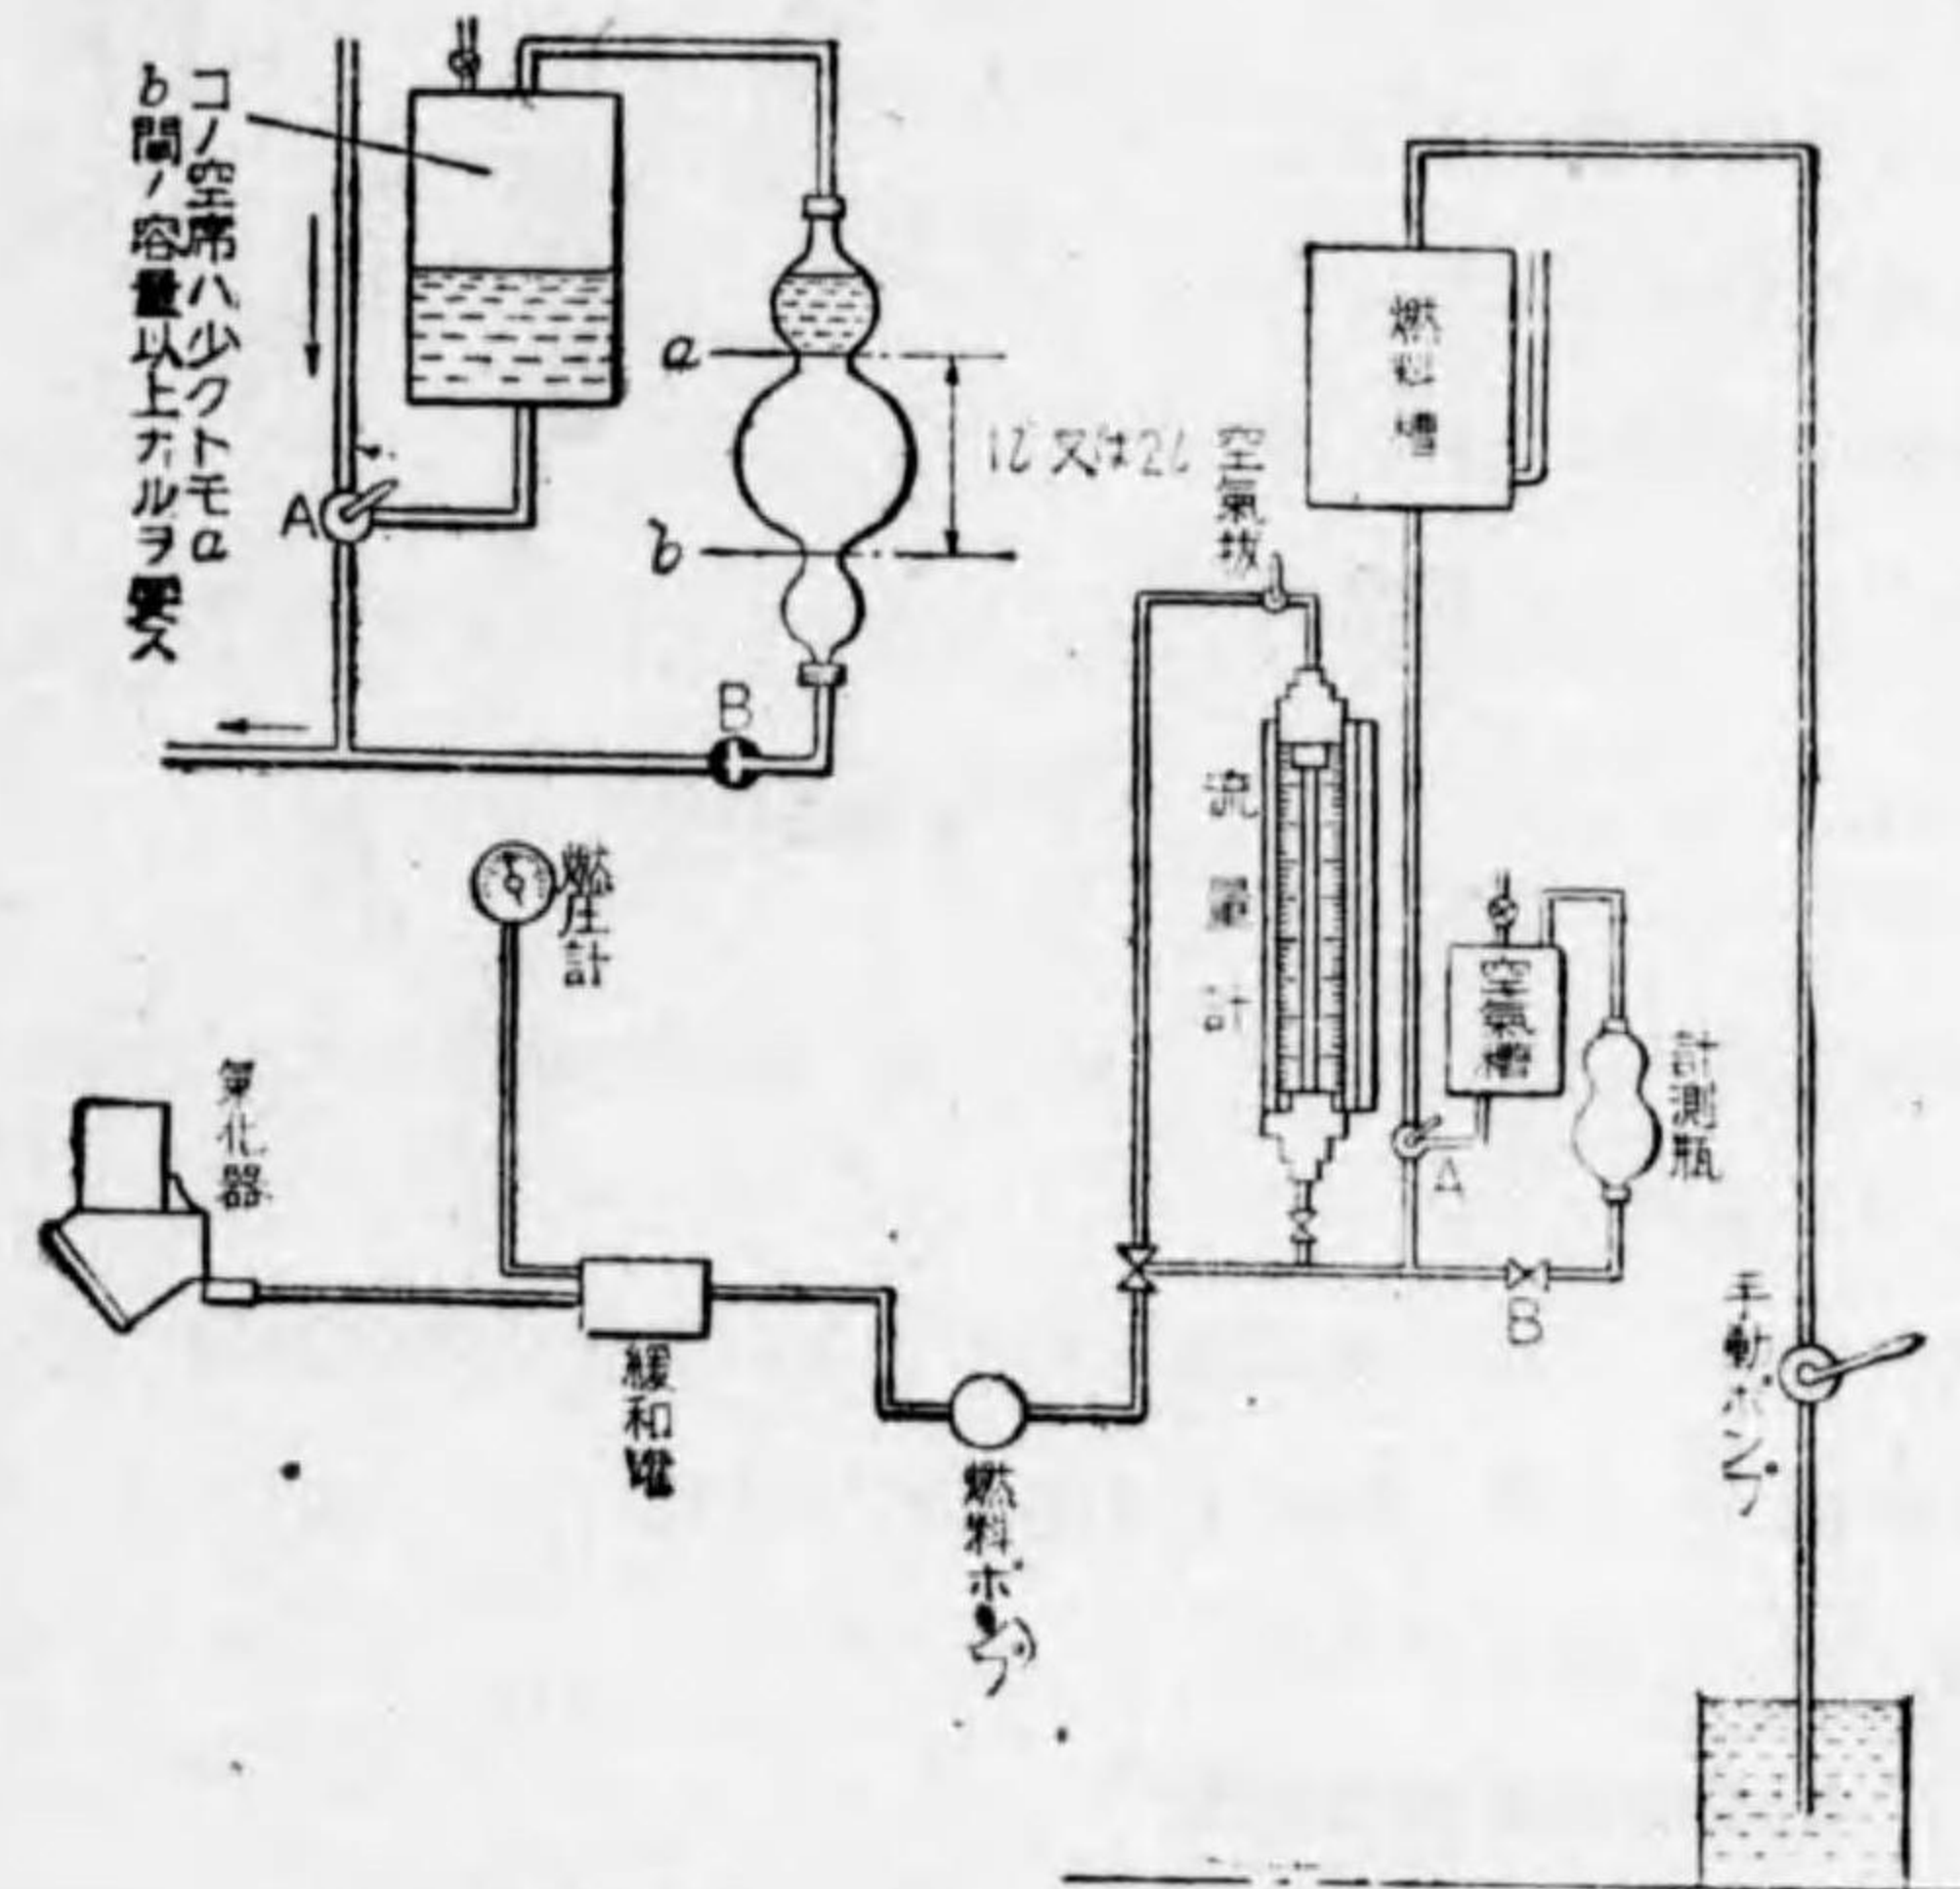 コノ空席ハ少クトモa
b間ノ容量以上ナルヲ要ス
A
a
b
1l 又は2l
B
空氣抜
燃料槽
流量計
空氣槽
計測瓶
A
B
燃圧計
氣化器
緩和罐
燃料ポンプ
手動ポンプ